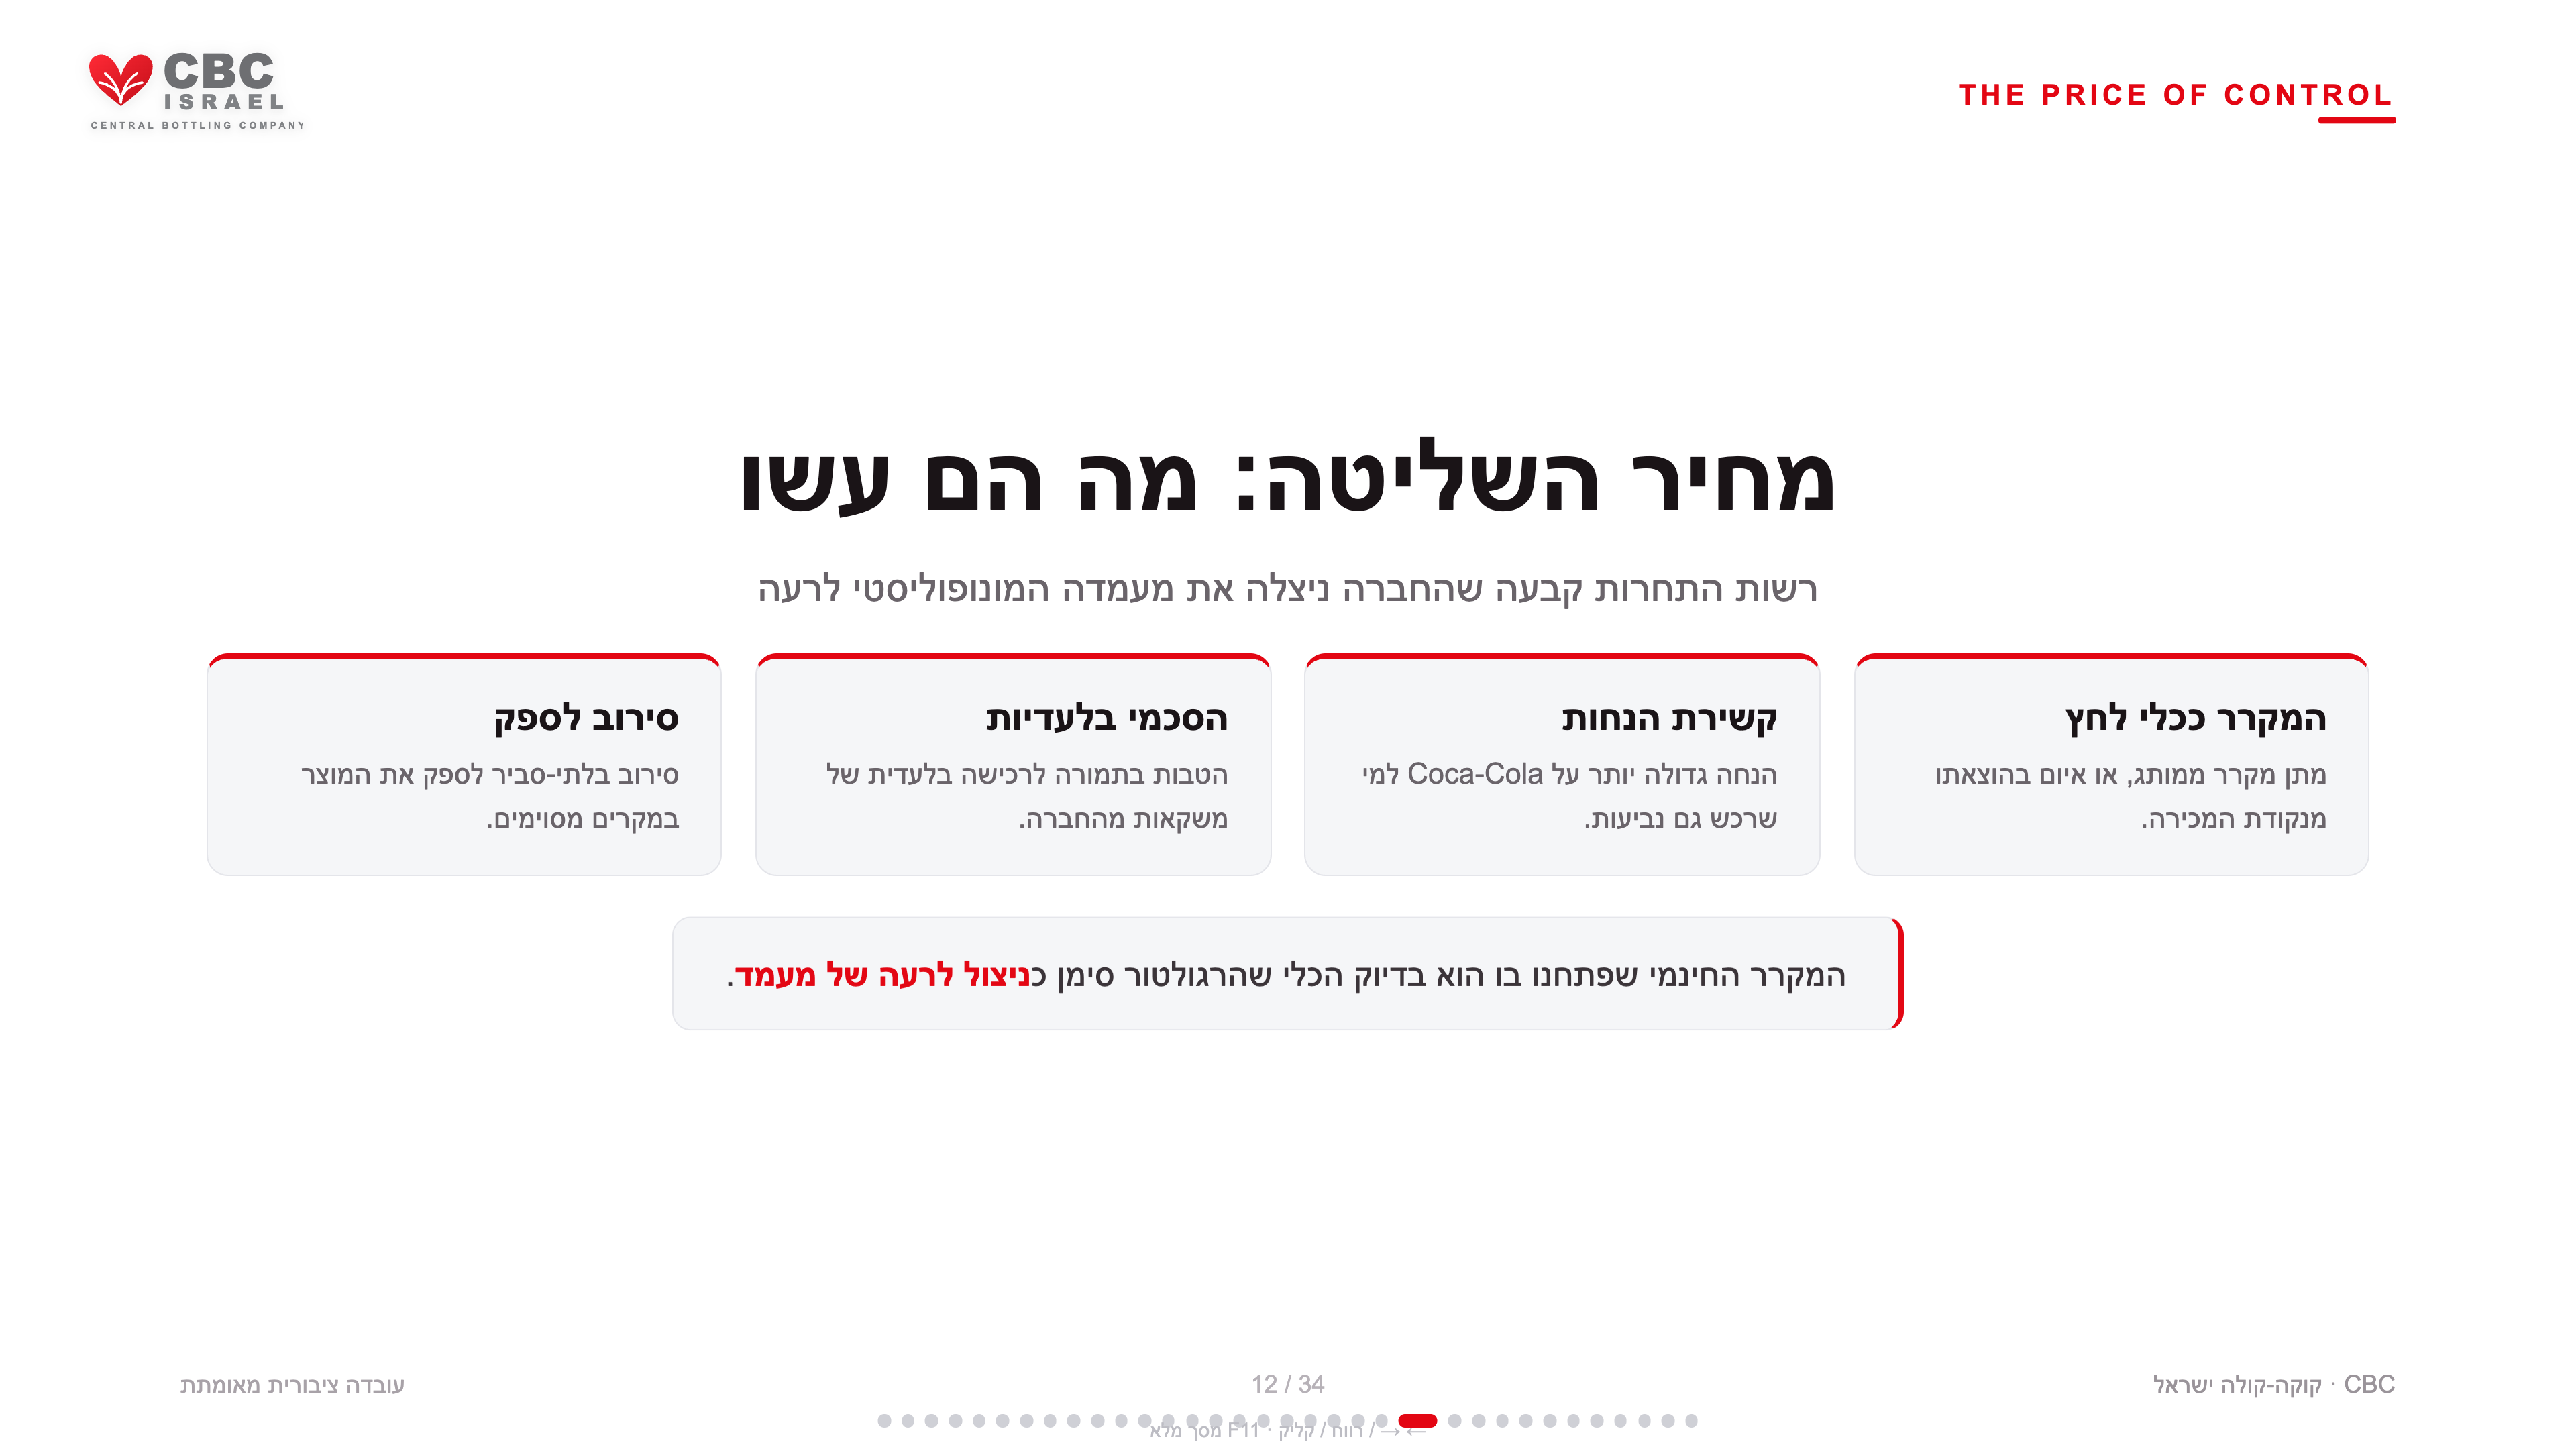 CBC
ISRAEL
CENTRAL BOTTLING COMPANY
THE PRICE OF CONTROL
מחיר השליטה: מה הם עשו
רשות התחרות קבעה שהחברה ניצלה את מעמדה המונופוליסטי לרעה
המקרר ככלי לחץ
מתן מקרר ממותג, או איום בהוצאתו
מנקודת המכירה.
קשירת הנחות
הנחה גדולה יותר על Coca-Cola למי
שרכש גם נביעות.
הסכמי בלעדיות
הטבות בתמורה לרכישה בלעדית של
משקאות מהחברה.
סירוב לספק
סירוב בלתי-סביר לספק את המוצר
במקרים מסוימים.
המקרר החינמי שפתחנו בו הוא בדיוק הכלי שהרגולטור סימן כניצול לרעה של מעמד.
CBC · קוקה-קולה ישראל
12 / 34
עובדה ציבורית מאומתת
←→ / רווח / קליק · F11 מסך מלא